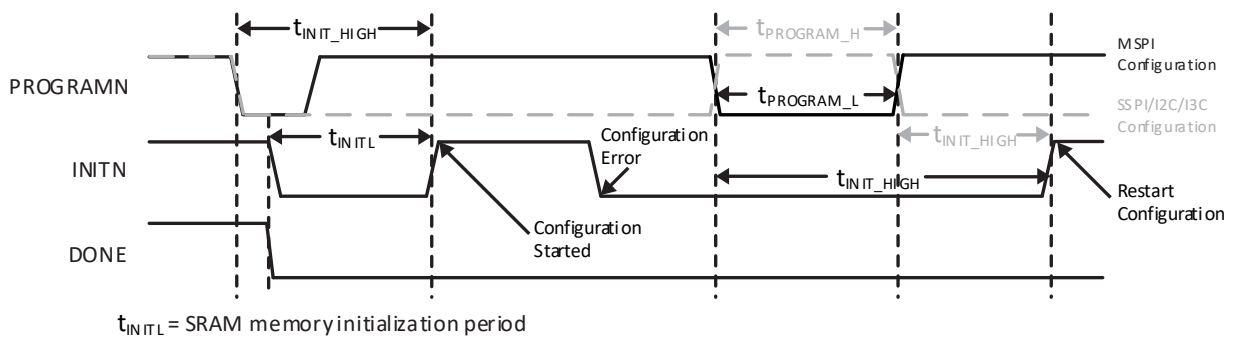 tINIT_HIGH
tPROGRAM_H
MSPI
Configuration
PROGRAMN
tPROGRAM_L
SSPI/I2C/I3C
Configuration
tINITL
Configuration
Error
tINIT_HIGH
INITN
tINIT_HIGH
Restart
Configuration
Configuration
Started
DONE
tINITL = SRAM memory initialization period